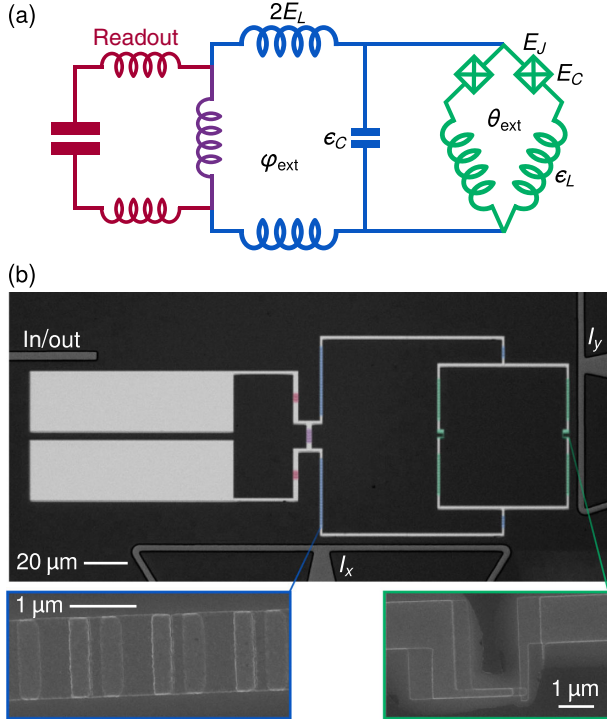 (a)
2E_L
Readout
E_J
E_C
ϵ_C
θ_ext
φ_ext
ϵ_L
(b)
In/out
I_y
20 μm
I_x
1 μm
1 μm